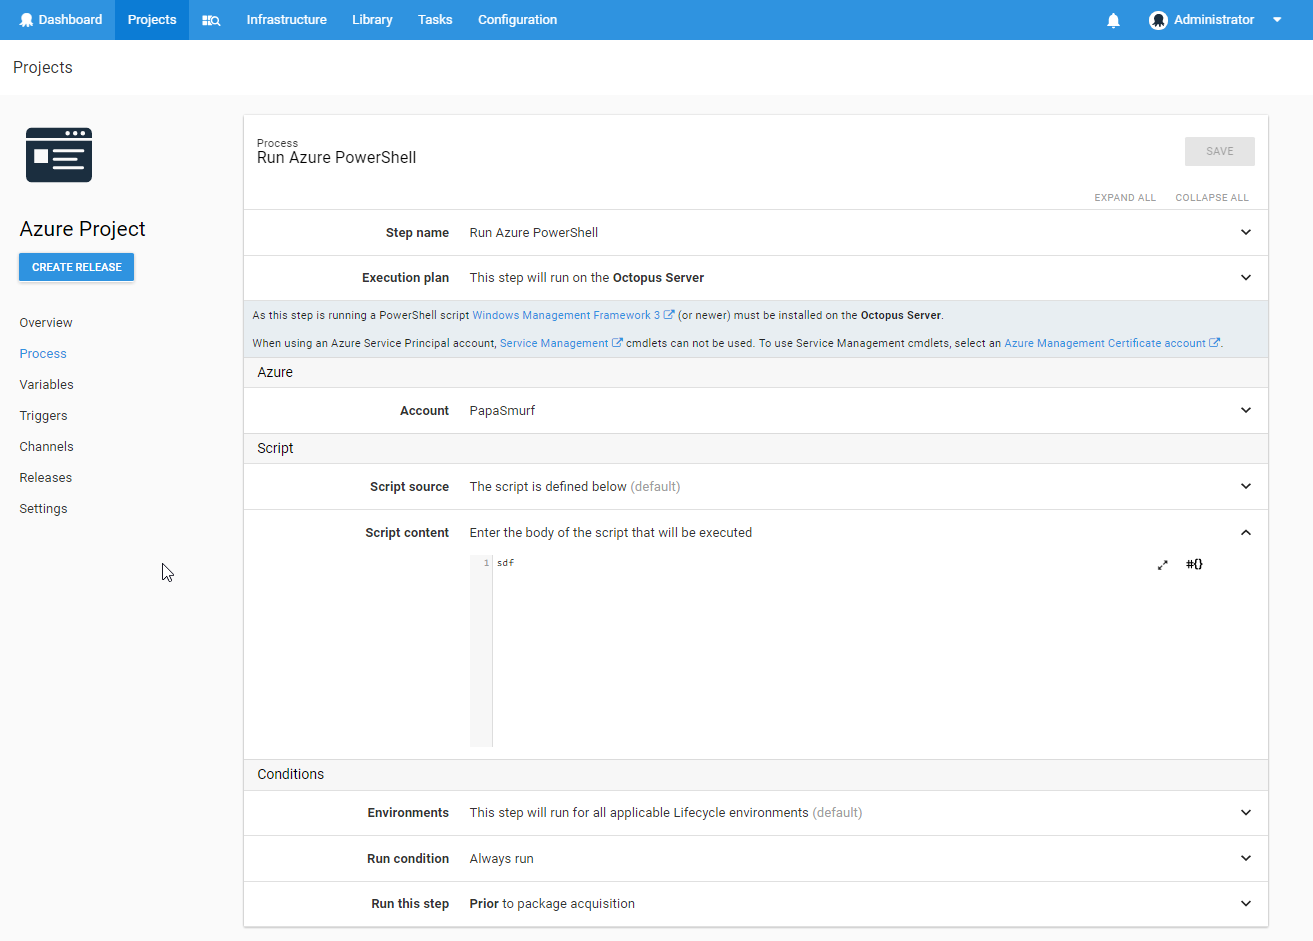 Dashboard Projects Infrastructure Library Tasks Configuration Administrator
Projects
Azure Project
CREATE RELEASE
Overview
Process
Variables
Triggers
Channels
Releases
Settings
Process
Run Azure PowerShell
SAVE
EXPAND ALL COLLAPSE ALL
Step name Run Azure PowerShell
Execution plan This step will run on the Octopus Server
As this step is running a PowerShell script Windows Management Framework 3 (or newer) must be installed on the Octopus Server.
When using an Azure Service Principal account, Service Management cmdlets can not be used. To use Service Management cmdlets, select an Azure Management Certificate account.
Azure
Account PapaSmurf
Script
Script source The script is defined below (default)
Script content Enter the body of the script that will be executed
1 sdf #{}
Conditions
Environments This step will run for all applicable Lifecycle environments (default)
Run condition Always run
Run this step Prior to package acquisition